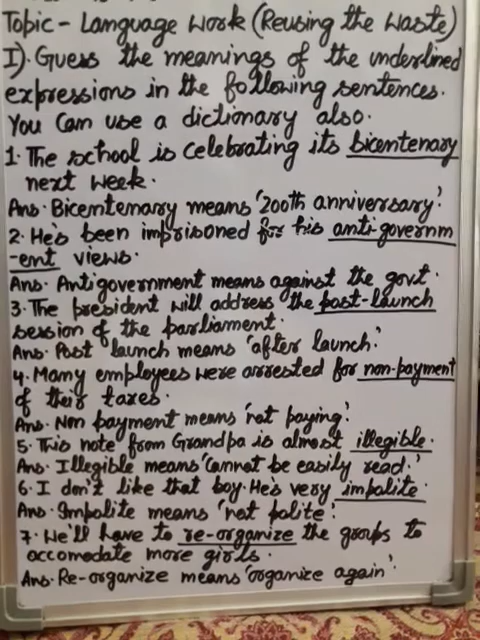 Topic - Language Work (Reusing the Waste)
I). Guess the meanings of the underlined
expressions in the following sentences.
You Can use a dictionary also.
1. The school is celebrating its bicentenary
next week.
Ans. Bicentenary means '200th anniversary'.
2. He's been imprisoned for his anti-governm
-ent views.
Ans. Antigovernment means against the govt.
3. The president will address the post-launch
session of the parliament.
Ans. Post launch means 'after launch'.
4. Many employees were arrested for non-payment
of their taxes.
Ans. Non payment means 'not paying'.
5. This note from Grandpa is almost illegible.
Ans. Illegible means 'Cannot be easily read.'
6. I don't like that boy. He's very impolite.
Ans. Impolite means 'not polite'.
7. We'll have to re-organize the groups to
accomodate more girls.
Ans. Re-organize means 'organize again'